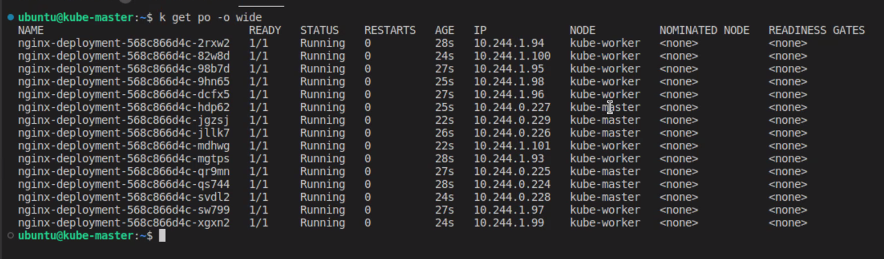 ubuntu@kube-master:~$ k get po -o wide
NAME READY STATUS RESTARTS AGE IP NODE NOMINATED NODE READINESS GATES
nginx-deployment-568c866d4c-2rxw2 1/1 Running 0 28s 10.244.1.94 kube-worker <none> <none>
nginx-deployment-568c866d4c-82w8d 1/1 Running 0 24s 10.244.1.100 kube-worker <none> <none>
nginx-deployment-568c866d4c-98b7d 1/1 Running 0 27s 10.244.1.95 kube-worker <none> <none>
nginx-deployment-568c866d4c-9hn65 1/1 Running 0 25s 10.244.1.98 kube-worker <none> <none>
nginx-deployment-568c866d4c-dcfx5 1/1 Running 0 27s 10.244.1.96 kube-worker <none> <none>
nginx-deployment-568c866d4c-hdp62 1/1 Running 0 25s 10.244.0.227 kube-master <none> <none>
nginx-deployment-568c866d4c-jgzsj 1/1 Running 0 22s 10.244.0.229 kube-master <none> <none>
nginx-deployment-568c866d4c-jllk7 1/1 Running 0 26s 10.244.0.226 kube-master <none> <none>
nginx-deployment-568c866d4c-mdhwg 1/1 Running 0 22s 10.244.1.101 kube-worker <none> <none>
nginx-deployment-568c866d4c-mgtps 1/1 Running 0 28s 10.244.1.93 kube-worker <none> <none>
nginx-deployment-568c866d4c-qr9mn 1/1 Running 0 27s 10.244.0.225 kube-master <none> <none>
nginx-deployment-568c866d4c-qs744 1/1 Running 0 28s 10.244.0.224 kube-master <none> <none>
nginx-deployment-568c866d4c-svdl2 1/1 Running 0 24s 10.244.0.228 kube-master <none> <none>
nginx-deployment-568c866d4c-sw799 1/1 Running 0 27s 10.244.1.97 kube-worker <none> <none>
nginx-deployment-568c866d4c-xgxn2 1/1 Running 0 24s 10.244.1.99 kube-worker <none> <none>
ubuntu@kube-master:~$